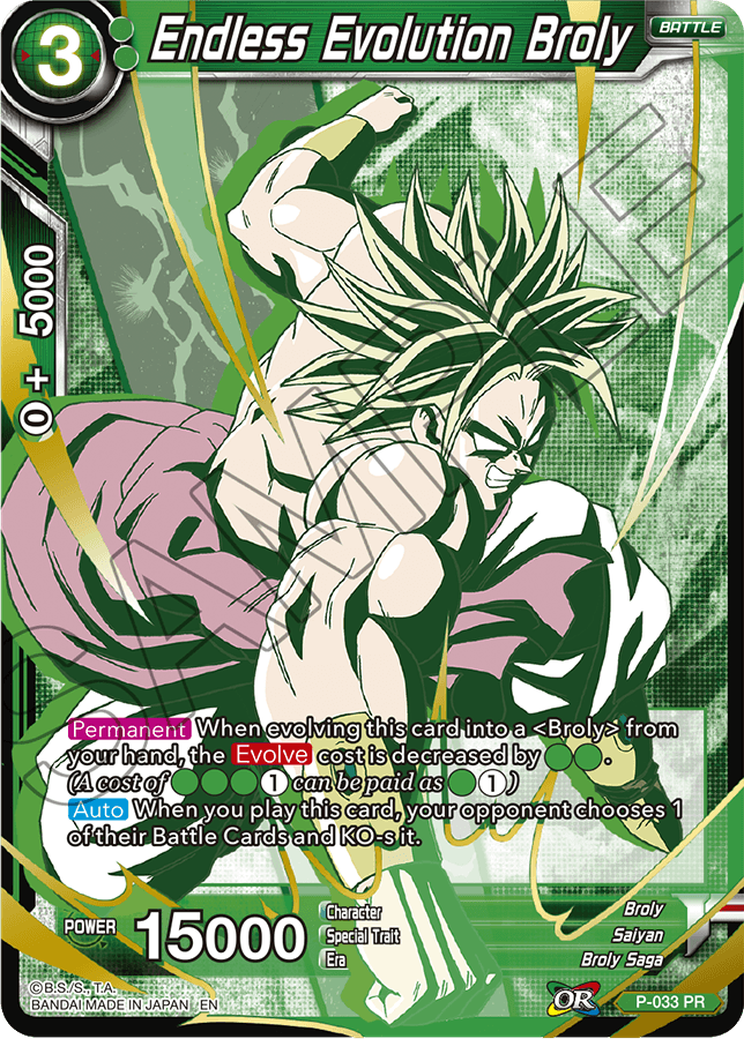 3
Endless Evolution Broly
BATTLE
0 + 5000
SAMPLE
Permanent When evolving this card into a <Broly> from
your hand, the Evolve cost is decreased by ●●.
(A cost of ●●●① can be paid as ●①)
Auto When you play this card, your opponent chooses 1
of their Battle Cards and KO-s it.
POWER 15000
Character Broly
Special Trait Saiyan
Era Broly Saga
©B.S./S., T.A.
BANDAI MADE IN JAPAN EN
OR
P-033 PR